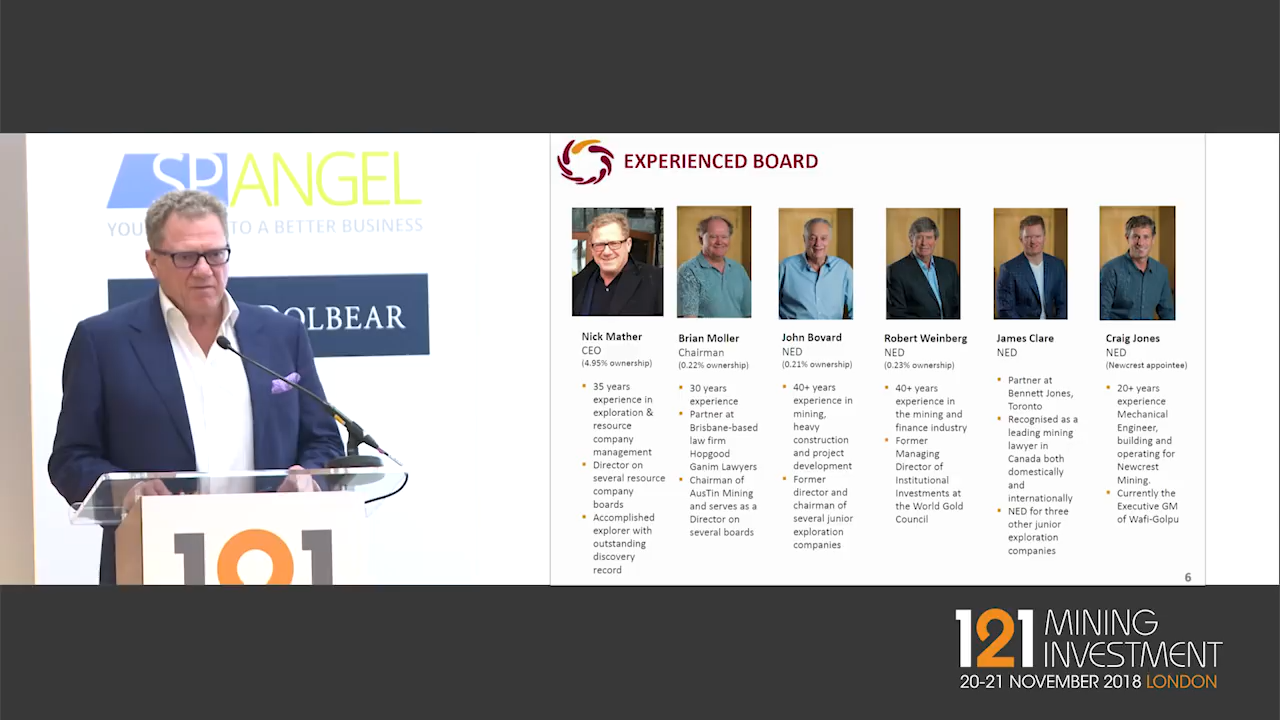 SP ANGEL
YOU TO A BETTER BUSINESS
OLBEAR
121
EXPERIENCED BOARD
Nick Mather
CEO
(4.95% ownership)
35 years
experience in
exploration &
resource
company
management
Director on
several resource
company
boards
Accomplished
explorer with
outstanding
discovery
record
Brian Moller
Chairman
(0.22% ownership)
30 years
experience
Partner at
Brisbane-based
law firm
Hopgood
Ganim Lawyers
Chairman of
AusTin Mining
and serves as a
Director on
several boards
John Bovard
NED
(0.21% ownership)
40+ years
experience in
mining,
heavy
construction
and project
development
Former
director and
chairman of
several junior
exploration
companies
Robert Weinberg
NED
(0.23% ownership)
40+ years
experience in
the mining and
finance industry
Former
Managing
Director of
Institutional
Investments at
the World Gold
Council
James Clare
NED
Partner at
Bennett Jones,
Toronto
Recognised as a
leading mining
lawyer in
Canada both
domestically
and
internationally
NED for three
other junior
exploration
companies
Craig Jones
NED
(Newcrest appointee)
20+ years
experience
Mechanical
Engineer,
building and
operating for
Newcrest
Mining.
Currently the
Executive GM
of Wafi-Golpu
6
121 MINING
INVESTMENT
20-21 NOVEMBER 2018 LONDON